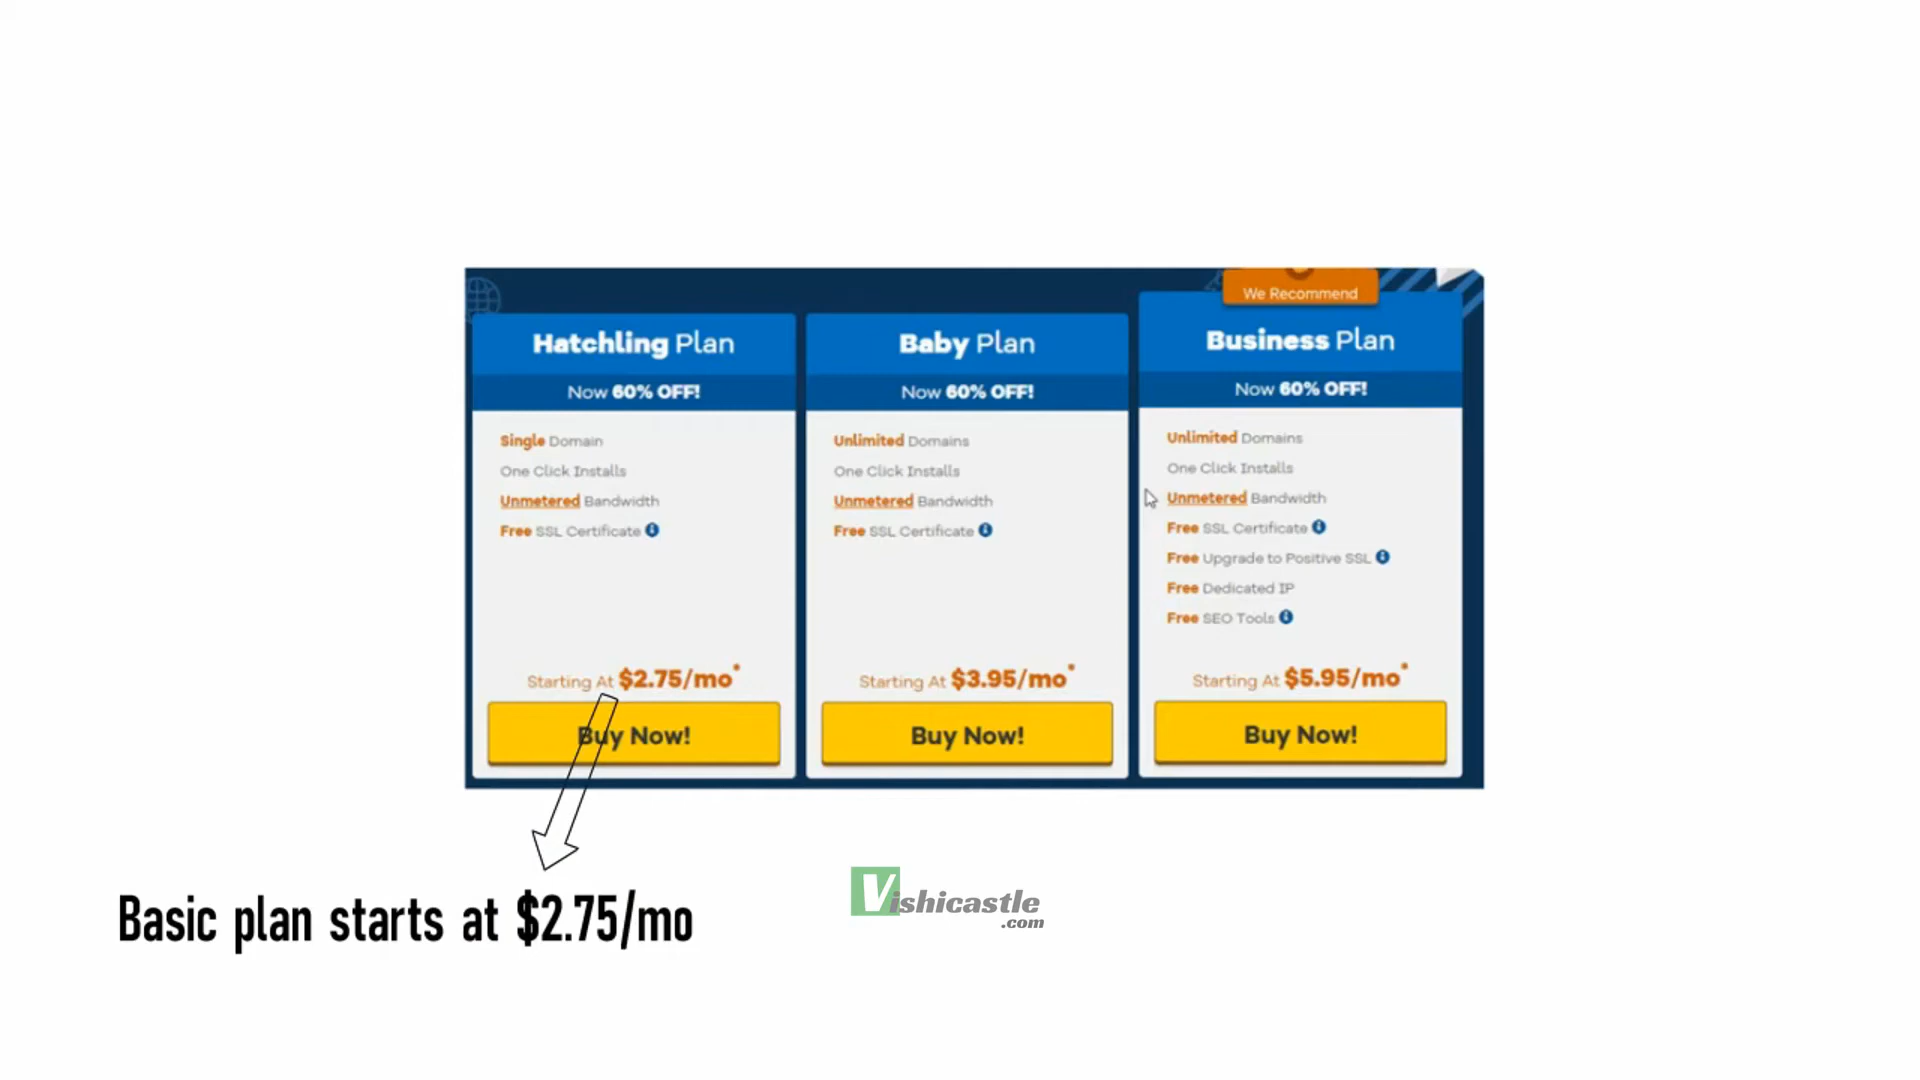 We Recommend
Hatchling Plan
Now 60% OFF!
Single Domain
One Click Installs
Unmetered Bandwidth
Free SSL Certificate
Starting At $2.75/mo*
Buy Now!
Baby Plan
Now 60% OFF!
Unlimited Domains
One Click Installs
Unmetered Bandwidth
Free SSL Certificate
Starting At $3.95/mo*
Buy Now!
Business Plan
Now 60% OFF!
Unlimited Domains
One Click Installs
Unmetered Bandwidth
Free SSL Certificate
Free Upgrade to Positive SSL
Free Dedicated IP
Free SEO Tools
Starting At $5.95/mo*
Buy Now!
Basic plan starts at $2.75/mo
Vishicastle
.com